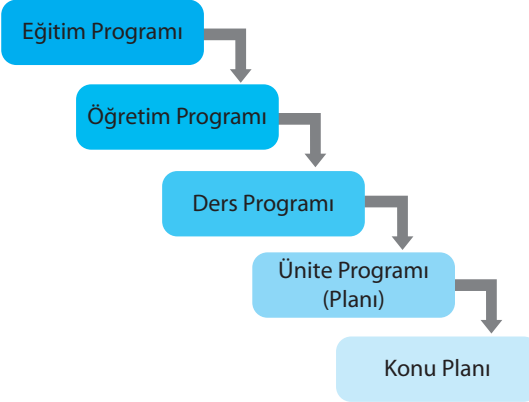 Eğitim Programı
Öğretim Programı
Ders Programı
Ünite Programı
(Planı)
Konu Planı